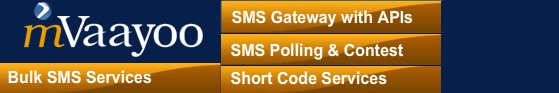 mVaayoo
Bulk SMS Services
SMS Gateway with APIs
SMS Polling & Contest
Short Code Services